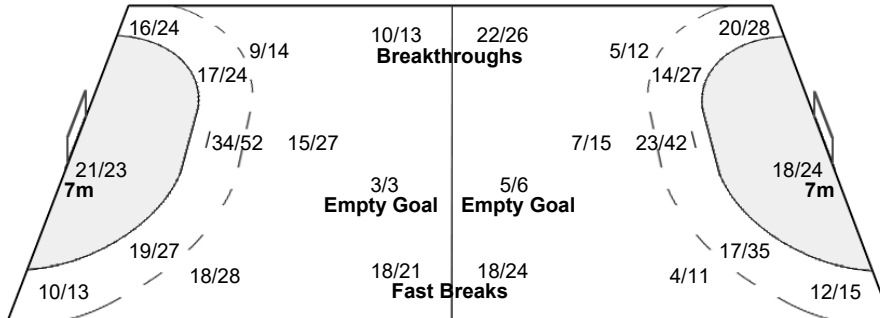 16/24 10/13 22/26 20/28
9/14 5/12
Breakthroughs
17/24 14/27
34/52 15/27 7/15 23/42
21/23 18/24
7m 7m
3/3 5/6
Empty Goal Empty Goal
19/27 17/35
18/28 18/21 18/24 4/11
10/13 Fast Breaks 12/15